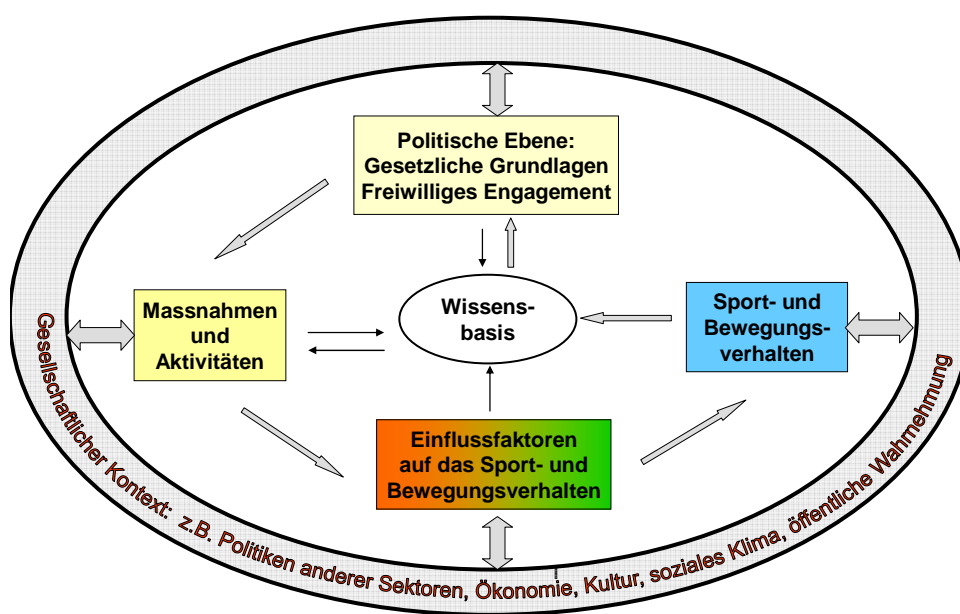 Politische Ebene:
Gesetzliche Grundlagen
Freiwilliges Engagement
Massnahmen
und
Aktivitäten
Wissens-
basis
Sport- und
Bewegungs-
verhalten
Einflussfaktoren
auf das Sport- und
Bewegungsverhalten
Gesellschaftlicher Kontext: z.B. Politiken anderer Sektoren, Ökonomie, Kultur, soziales Klima, öffentliche Wahrnehmung